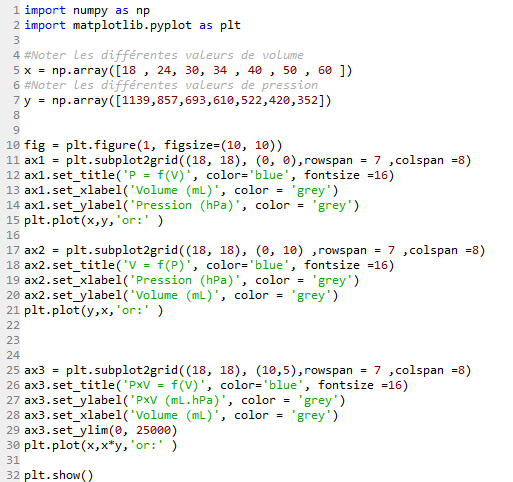 1 import numpy as np
2 import matplotlib.pyplot as plt
3
4 #Noter les différentes valeurs de volume
5 x = np.array([18 , 24, 30, 34 , 40 , 50 , 60 ])
6 #Noter les différentes valeurs de pression
7 y = np.array([1139,857,693,610,522,420,352])
8
9
10 fig = plt.figure(1, figsize=(10, 10))
11 ax1 = plt.subplot2grid((18, 18), (0, 0),rowspan = 7 ,colspan =8)
12 ax1.set_title('P = f(V)', color='blue', fontsize =16)
13 ax1.set_xlabel('Volume (mL)', color = 'grey')
14 ax1.set_ylabel('Pression (hPa)', color = 'grey')
15 plt.plot(x,y,'or:' )
16
17 ax2 = plt.subplot2grid((18, 18), (0, 10) ,rowspan = 7 ,colspan =8)
18 ax2.set_title('V = f(P)', color='blue', fontsize =16)
19 ax2.set_xlabel('Pression (hPa)', color = 'grey')
20 ax2.set_ylabel('Volume (mL)', color = 'grey')
21 plt.plot(y,x,'or:' )
22
23
24
25 ax3 = plt.subplot2grid((18, 18), (10,5),rowspan = 7 ,colspan =8)
26 ax3.set_title('P×V = f(V)', color='blue', fontsize =16)
27 ax3.set_ylabel('P×V (mL.hPa)', color = 'grey')
28 ax3.set_xlabel('Volume (mL)', color = 'grey')
29 ax3.set_ylim(0, 25000)
30 plt.plot(x,x*y,'or:' )
31
32 plt.show()